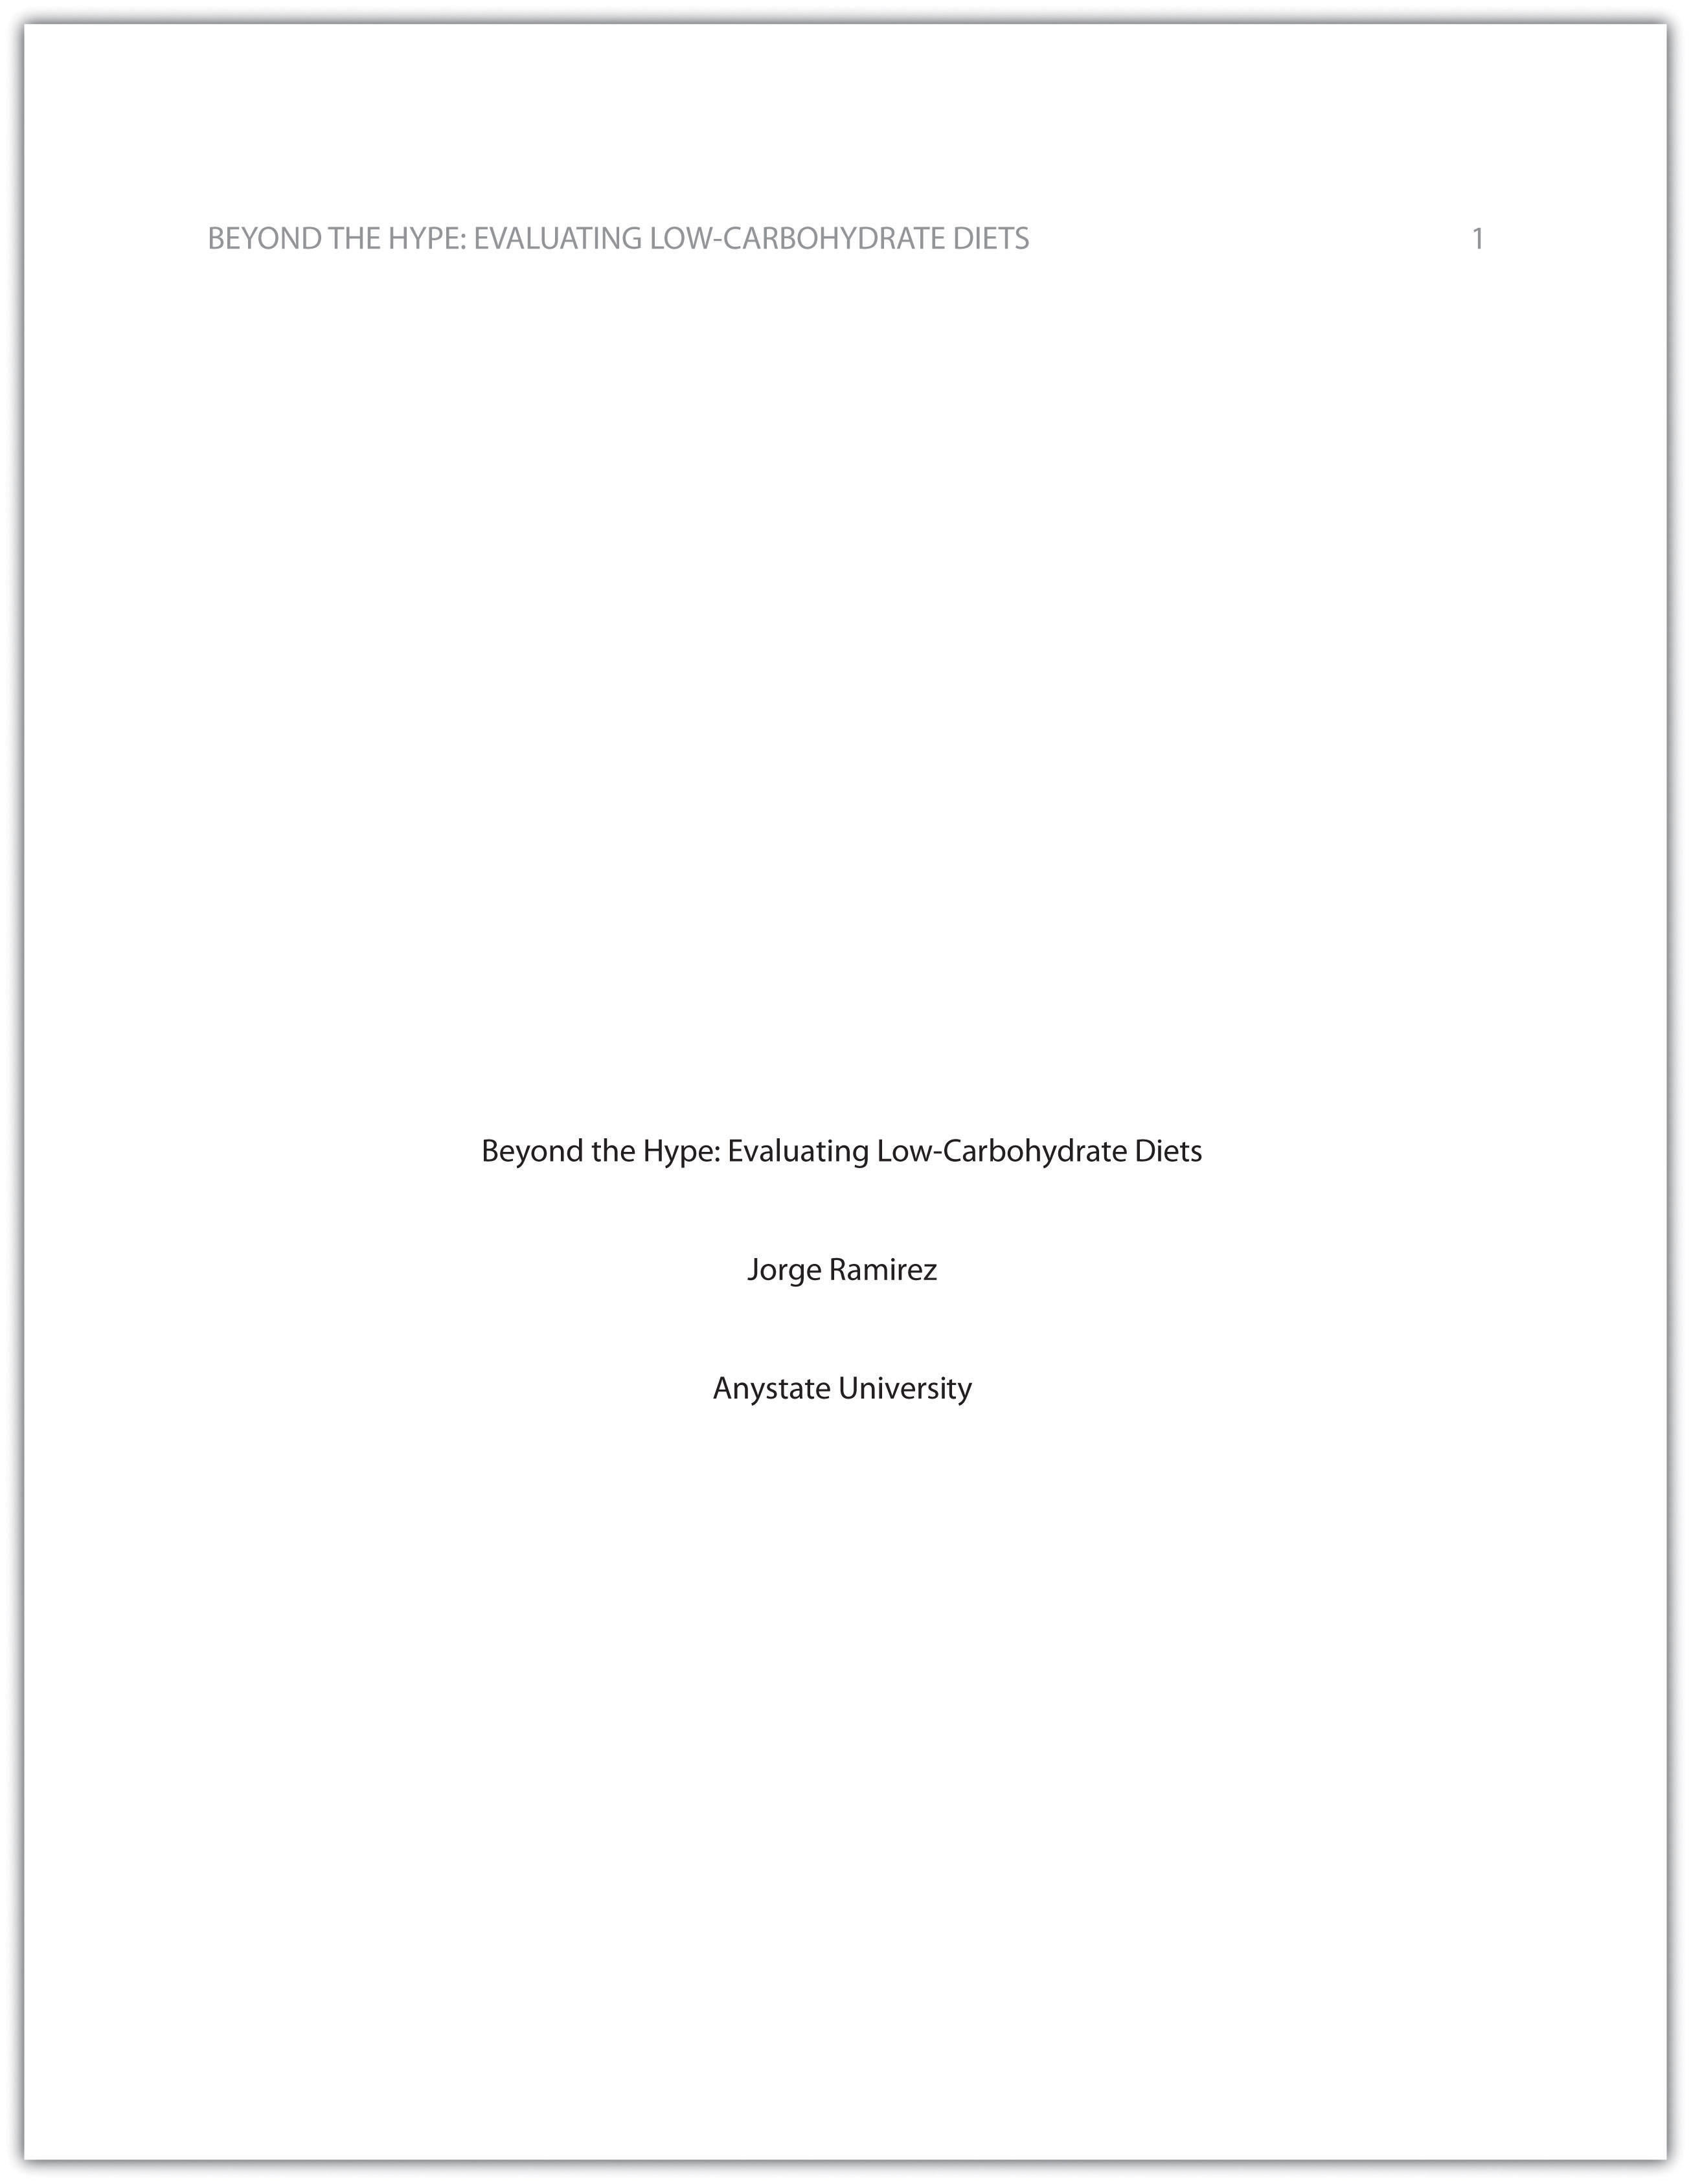 BEYOND THE HYPE: EVALUATING LOW-CARBOHYDRATE DIETS 1
Beyond the Hype: Evaluating Low-Carbohydrate Diets
Jorge Ramirez
Anystate University